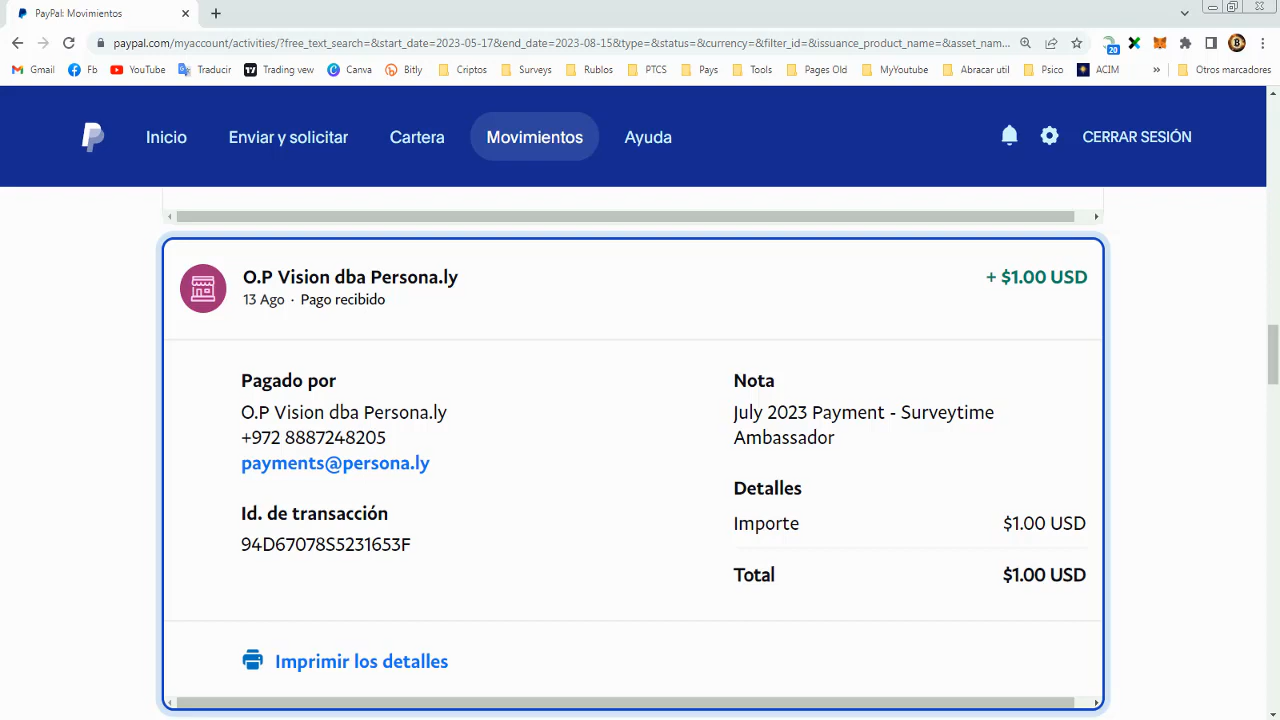 PayPal: Movimientos
paypal.com/myaccount/activities/?free_text_search=&start_date=2023-05-17&end_date=2023-08-15&type=&status=&currency=&filter_id=&issuance_product_name=&asset_nam...
20
Gmail Fb YouTube Traducir Trading vew Canva Bitly Cripto Surveys Rublos PTCS Pays Tools Pages Old MyYoutube Abracar util Psico ACIM » Otros marcadores
Inicio Enviar y solicitar Cartera Movimientos Ayuda CERRAR SESIÓN
O.P Vision dba Persona.ly + $1.00 USD
13 Ago · Pago recibido
Pagado por
O.P Vision dba Persona.ly
+972 8887248205
payments@persona.ly
Id. de transacción
94D67078S5231653F
Nota
July 2023 Payment - Surveytime
Ambassador
Detalles
Importe $1.00 USD
Total $1.00 USD
Imprimir los detalles